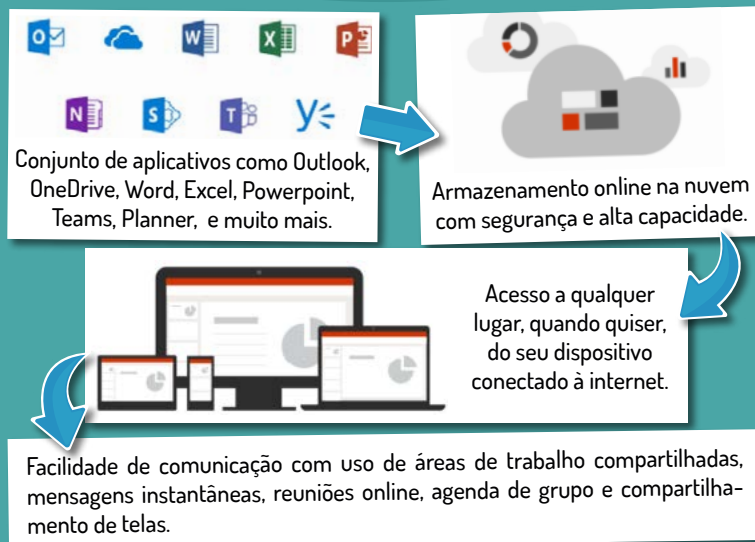 Conjunto de aplicativos como Outlook,
OneDrive, Word, Excel, Powerpoint,
Teams, Planner, e muito mais.
Armazenamento online na nuvem
com segurança e alta capacidade.
Acesso a qualquer
lugar, quando quiser,
do seu dispositivo
conectado à internet.
Facilidade de comunicação com uso de áreas de trabalho compartilhadas,
mensagens instantâneas, reuniões online, agenda de grupo e compartilha-
mento de telas.